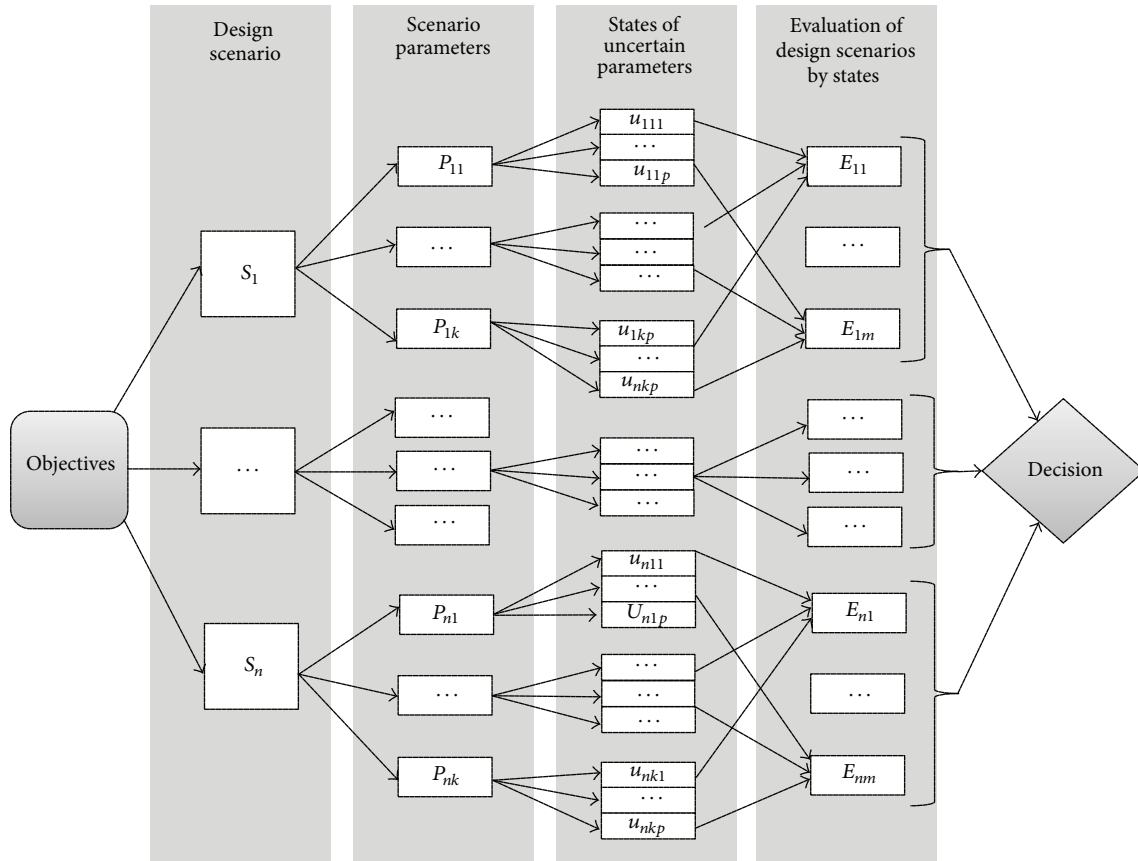 Design
scenario
Scenario
parameters
States of
uncertain
parameters
Evaluation of
design scenarios
by states
Objectives
S1
...
Sn
P11
...
P1k
...
...
...
Pn1
...
Pnk
u111
...
u11p
...
...
...
u1kp
...
unkp
...
...
...
un11
...
Un1p
...
...
...
unk1
...
unkp
E11
...
E1m
...
...
...
En1
...
Enm
Decision